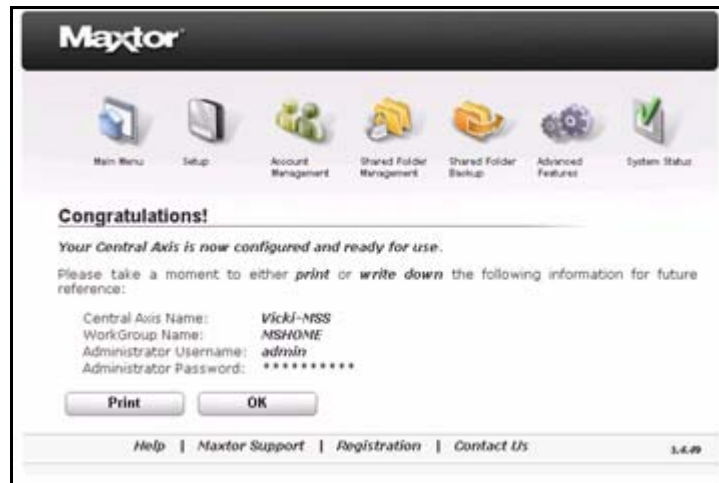 Maxtor
Main Menu
Setup
Account Management
Shared Folder Management
Shared Folder Backup
Advanced Features
System Status
Congratulations!
Your Central Axis is now configured and ready for use.
Please take a moment to either print or write down the following information for future
reference:
Central Axis Name: Vicki-MSS
WorkGroup Name: MSHOME
Administrator Username: admin
Administrator Password: **********
Print
OK
Help | Maxtor Support | Registration | Contact Us